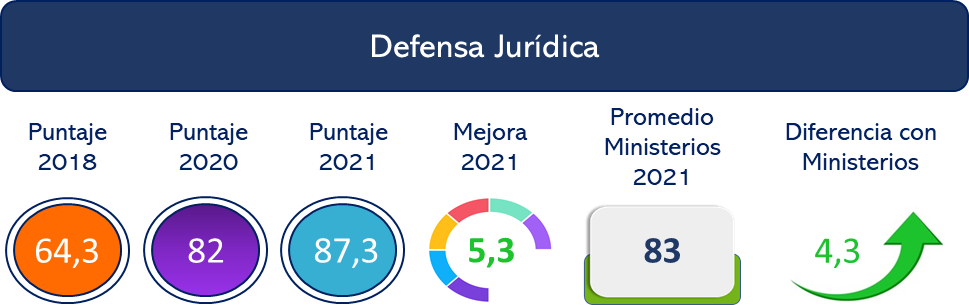 Defensa Jurídica
Puntaje
2018
Puntaje
2020
Puntaje
2021
Mejora
2021
Promedio
Ministerios
2021
Diferencia con
Ministerios
64,3
82
87,3
5,3
83
4,3